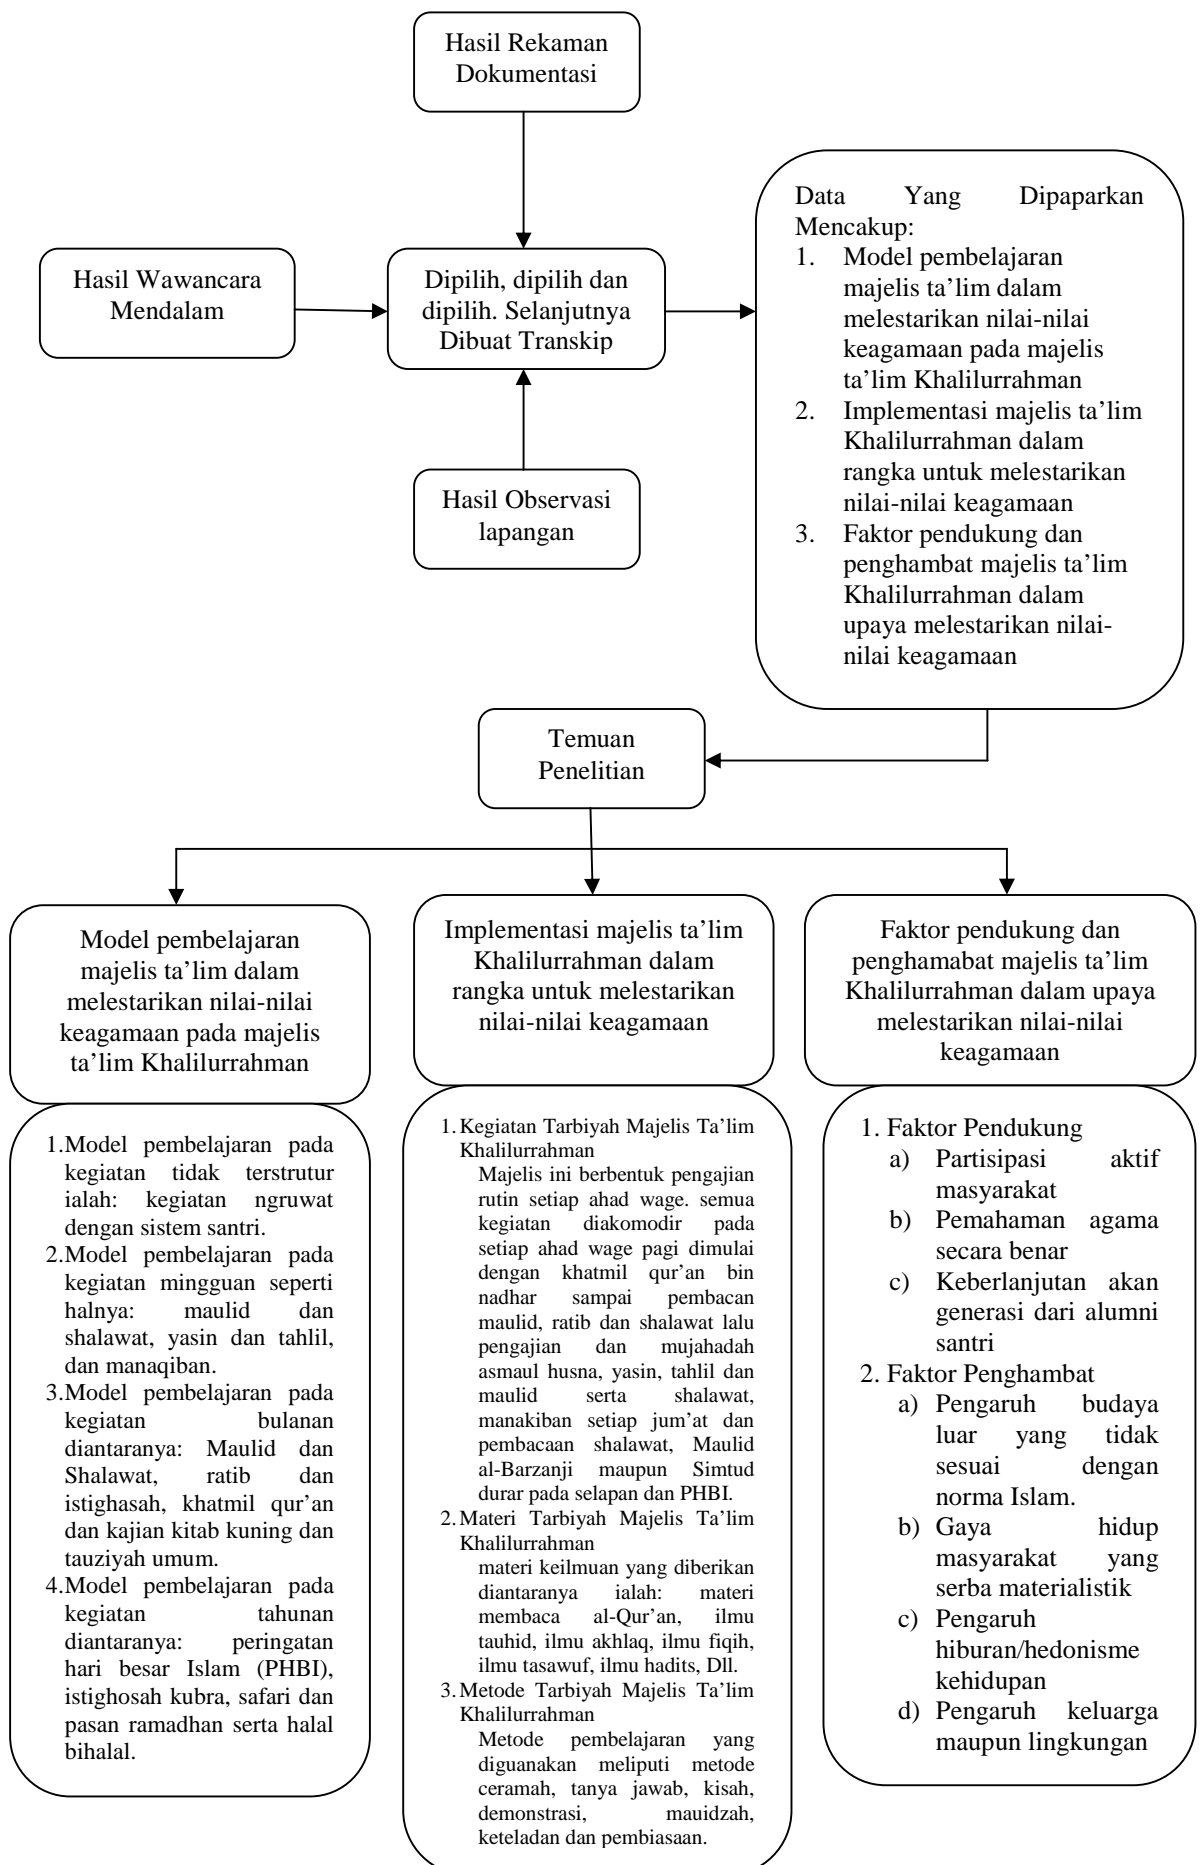 Hasil Rekaman
Dokumentasi
Data Yang Dipaparkan
Mencakup:
1. Model pembelajaran
majelis ta’lim dalam
melestarikan nilai-nilai
keagamaan pada majelis
ta’lim Khalilurrahman
2. Implementasi majelis ta’lim
Khalilurrahman dalam
rangka untuk melestarikan
nilai-nilai keagamaan
3. Faktor pendukung dan
penghambat majelis ta’lim
Khalilurrahman dalam
upaya melestarikan nilai-
nilai keagamaan
Hasil Wawancara
Mendalam
Dipilih, dipilih dan
dipilih. Selanjutnya
Dibuat Transkip
Hasil Observasi
lapangan
Temuan
Penelitian
Model pembelajaran
majelis ta’lim dalam
melestarikan nilai-nilai
keagamaan pada majelis
ta’lim Khalilurrahman
Implementasi majelis ta’lim
Khalilurrahman dalam
rangka untuk melestarikan
nilai-nilai keagamaan
Faktor pendukung dan
penghamabat majelis ta’lim
Khalilurrahman dalam upaya
melestarikan nilai-nilai
keagamaan
1.Model pembelajaran pada
kegiatan tidak terstrutur
ialah: kegiatan ngruwat
dengan sistem santri.
2.Model pembelajaran pada
kegiatan mingguan seperti
halnya: maulid dan
shalawat, yasin dan tahlil,
dan manaqiban.
3.Model pembelajaran pada
kegiatan bulanan
diantaranya: Maulid dan
Shalawat, ratib dan
istighasah, khatmil qur’an
dan kajian kitab kuning dan
tauziyah umum.
4.Model pembelajaran pada
kegiatan tahunan
diantaranya: peringatan
hari besar Islam (PHBI),
istighosah kubra, safari dan
pasan ramadhan serta halal
bihalal.
1. Kegiatan Tarbiyah Majelis Ta’lim
Khalilurrahman
Majelis ini berbentuk pengajian
rutin setiap ahad wage. semua
kegiatan diakomodir pada
setiap ahad wage pagi dimulai
dengan khatmil qur’an bin
nadhar sampai pembacan
maulid, ratib dan shalawat lalu
pengajian dan mujahadah
asmaul husna, yasin, tahlil dan
maulid serta shalawat,
manakiban setiap jum’at dan
pembacaan shalawat, Maulid
al-Barzanji maupun Simtud
durar pada selapan dan PHBI.
2. Materi Tarbiyah Majelis Ta’lim
Khalilurrahman
materi keilmuan yang diberikan
diantaranya ialah: materi
membaca al-Qur’an, ilmu
tauhid, ilmu akhlaq, ilmu fiqih,
ilmu tasawuf, ilmu hadits, Dll.
3. Metode Tarbiyah Majelis Ta’lim
Khalilurrahman
Metode pembelajaran yang
diguanakan meliputi metode
ceramah, tanya jawab, kisah,
demonstrasi, mauidzah,
keteladan dan pembiasaan.
1. Faktor Pendukung
a) Partisipasi aktif
masyarakat
b) Pemahaman agama
secara benar
c) Keberlanjutan akan
generasi dari alumni
santri
2. Faktor Penghambat
a) Pengaruh budaya
luar yang tidak
sesuai dengan
norma Islam.
b) Gaya hidup
masyarakat yang
serba materialistik
c) Pengaruh
hiburan/hedonisme
kehidupan
d) Pengaruh keluarga
maupun lingkungan